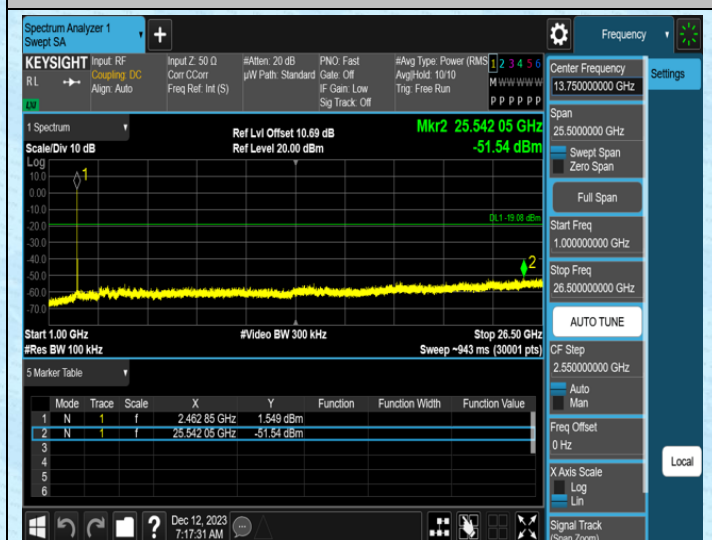 Spectrum Analyzer 1
Swept SA
+
Frequency
KEYSIGHT
RL
LXI
Input: RF
Coupling: DC
Align: Auto
Input Z: 50 Ω
Corr CCorr
Freq Ref: Int (S)
#Atten: 20 dB
µW Path: Standard
PNO: Fast
Gate: Off
IF Gain: Low
Sig Track: Off
#Avg Type: Power (RMS
Avg|Hold: 10/10
Trig: Free Run
1 2 3 4 5 6
M W W W W W
P P P P P P
1 Spectrum
Scale/Div 10 dB
Ref Lvl Offset 10.69 dB
Ref Level 20.00 dBm
Mkr2 25.542 05 GHz
-51.54 dBm
Log
10.0
0.00
-10.0
-20.0
-30.0
-40.0
-50.0
-60.0
-70.0
1
DL1 -19.08 dBm
2
Start 1.00 GHz
#Res BW 100 kHz
#Video BW 300 kHz
Stop 26.50 GHz
Sweep ~943 ms (30001 pts)
5 Marker Table
Mode Trace Scale X Y Function Function Width Function Value
1 N 1 f 2.462 85 GHz 1.549 dBm
2 N 1 f 25.542 05 GHz -51.54 dBm
3
4
5
6
Dec 12, 2023
7:17:31 AM
Center Frequency
13.750000000 GHz
Span
25.5000000 GHz
Swept Span
Zero Span
Full Span
Start Freq
1.000000000 GHz
Stop Freq
26.500000000 GHz
AUTO TUNE
CF Step
2.550000000 GHz
Auto
Man
Freq Offset
0 Hz
X Axis Scale
Log
Lin
Signal Track
(Span Zoom)
Settings
Local